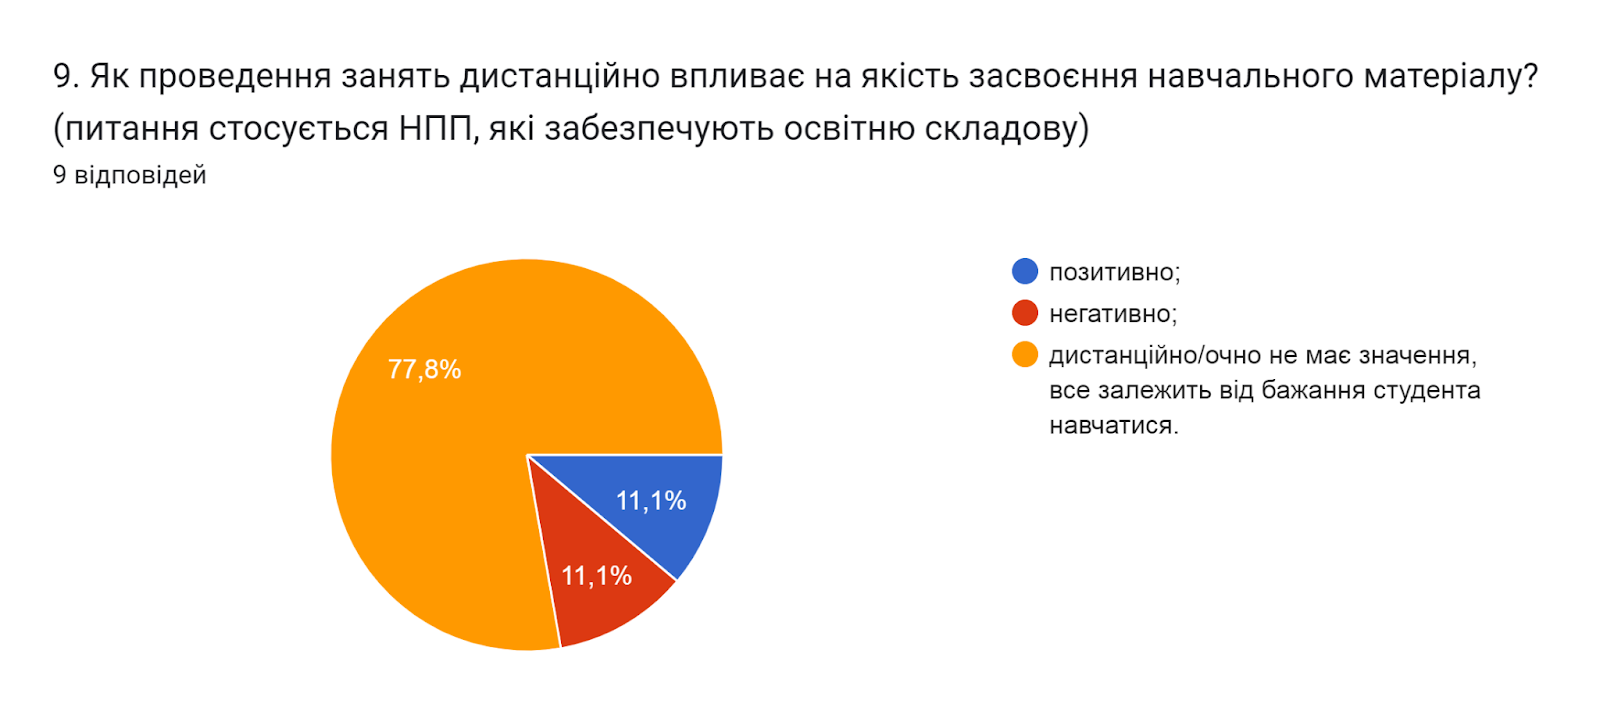 9. Як проведення занять дистанційно впливає на якість засвоєння навчального матеріалу?
(питання стосується НПП, які забезпечують освітню складову)
9 відповідей
77,8%
11,1%
11,1%
позитивно;
негативно;
дистанційно/очно не має значення,
все залежить від бажання студента
навчатися.